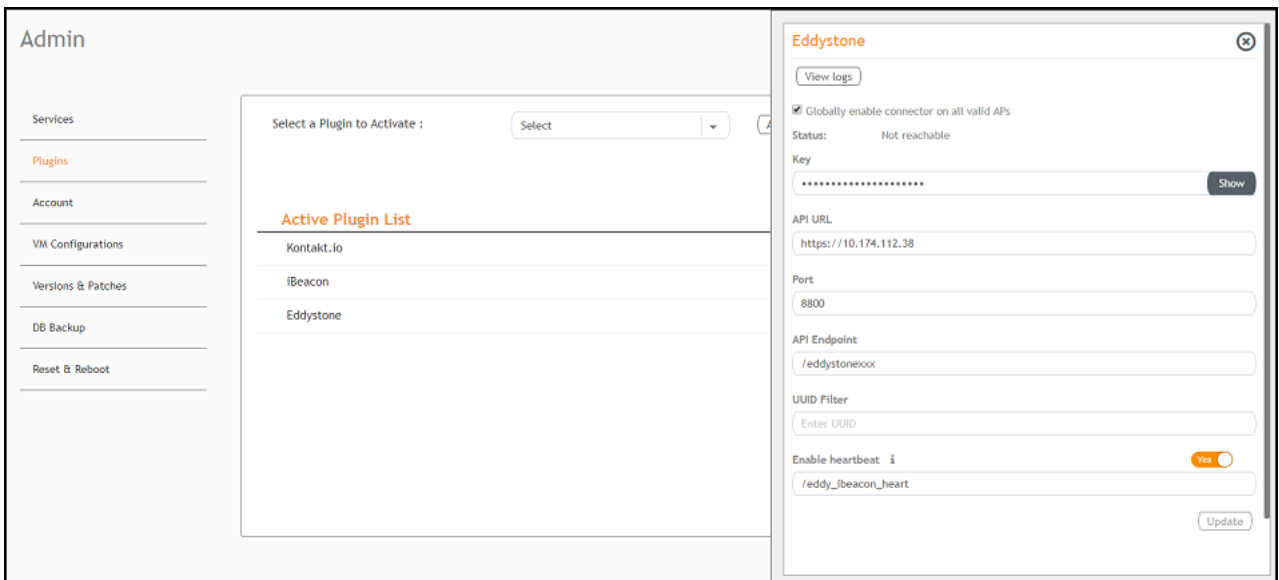 Admin
Services
Plugins
Account
VM Configurations
Versions & Patches
DB Backup
Reset & Reboot
Select a Plugin to Activate :
Select
Active Plugin List
Kontakt.io
iBeacon
Eddystone
Eddystone
View logs
Globally enable connector on all valid APs
Status: Not reachable
Key
•••••••••••••••••••••• Show
API URL
https://10.174.112.38
Port
8800
API Endpoint
/eddystonexxx
UUID Filter
Enter UUID
Enable heartbeat i Yes
/eddy_ibeacon_heart
Update